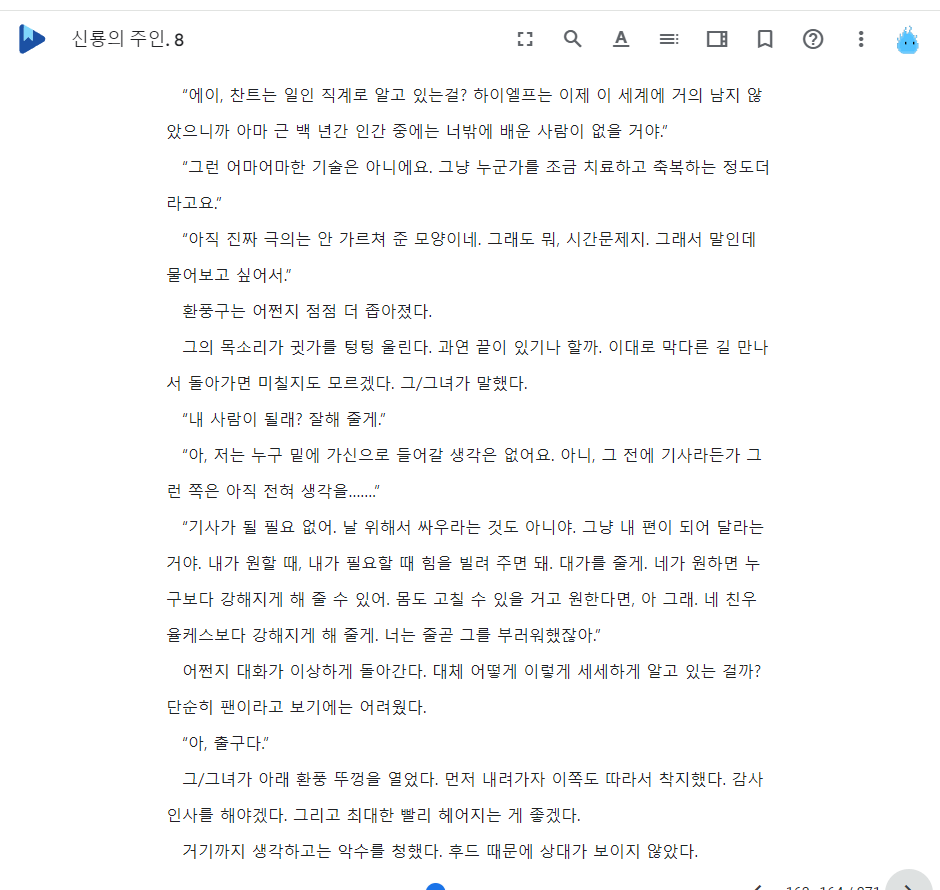 신룡의 주인. 8
"에이, 찬트는 일인 직계로 알고 있는걸? 하이엘프는 이제 이 세계에 거의 남지 않
았으니까 아마 근 백 년간 인간 중에는 너밖에 배운 사람이 없을 거야."
"그런 어마어마한 기술은 아니에요. 그냥 누군가를 조금 치료하고 축복하는 정도더
라고요."
"아직 진짜 극의는 안 가르쳐 준 모양이네. 그래도 뭐, 시간문제지. 그래서 말인데
물어보고 싶어서."
환풍구는 어쩐지 점점 더 좁아졌다.
그의 목소리가 귓가를 텅텅 울린다. 과연 끝이 있기나 할까. 이대로 막다른 길 만나
서 돌아가면 미칠지도 모르겠다. 그/그녀가 말했다.
"내 사람이 될래? 잘해 줄게."
"아, 저는 누구 밑에 가신으로 들어갈 생각은 없어요. 아니, 그 전에 기사라든가 그
런 쪽은 아직 전혀 생각을......."
"기사가 될 필요 없어. 날 위해서 싸우라는 것도 아니야. 그냥 내 편이 되어 달라는
거야. 내가 원할 때, 내가 필요할 때 힘을 빌려 주면 돼. 대가를 줄게. 네가 원하면 누
구보다 강해지게 해 줄 수 있어. 몸도 고칠 수 있을 거고 원한다면, 아 그래. 네 친우
율케스보다 강해지게 해 줄게. 너는 줄곧 그를 부러워했잖아."
어쩐지 대화가 이상하게 돌아간다. 대체 어떻게 이렇게 세세하게 알고 있는 걸까?
단순히 팬이라고 보기에는 어려웠다.
"아, 출구다."
그/그녀가 아래 환풍 뚜껑을 열었다. 먼저 내려가자 이쪽도 따라서 착지했다. 감사
인사를 해야겠다. 그리고 최대한 빨리 헤어지는 게 좋겠다.
거기까지 생각하고는 악수를 청했다. 후드 때문에 상대가 보이지 않았다.